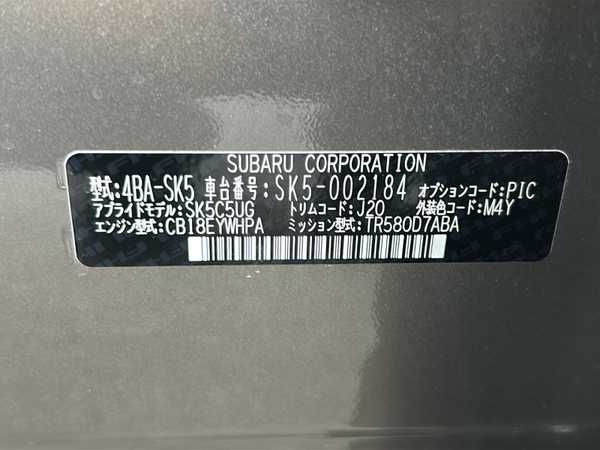 SUBARU CORPORATION
型式:4BA-SK5 車台番号:SK5-002184 オプションコード:PIC
アプライドモデル:SK5C5UG トリムコード:J20 外装色コード:M4Y
エンジン型式:CB18EYWHPA ミッション型式:TR580D7ABA